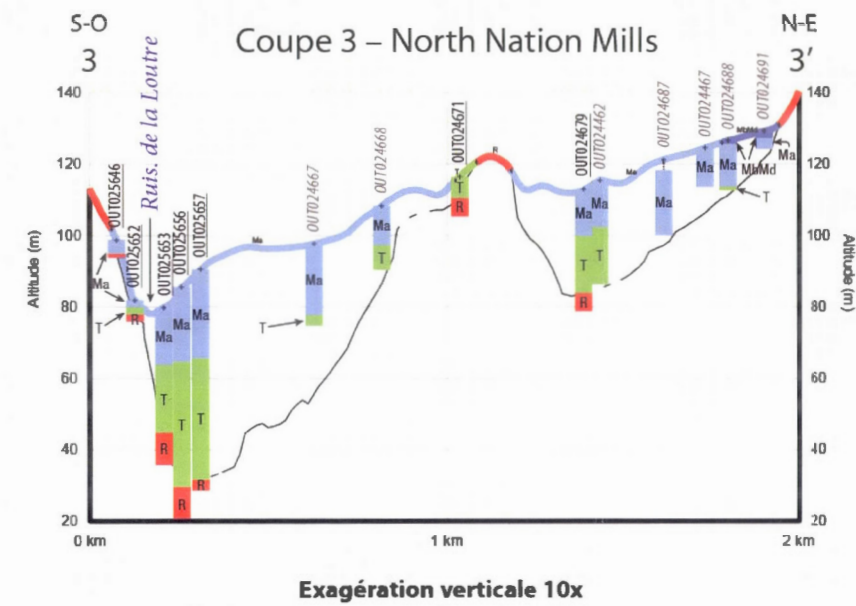 S-O
3
Coupe 3 – North Nation Mills
N-E
3'
Ruis. de la Loutre
OUT025646
OUT025652
OUT025653
OUT025656
OUT025657
OUT024667
OUT024668
OUT024671
OUT024679
OUT024462
OUT024687
OUT024467
OUT024688
OUT024691
Altitude (m)
140
120
100
80
60
40
20
Altitude (m)
140
120
100
80
60
40
20
Ma
T
Ma
T
R
Ma
T
R
Ma
T
R
Ma
T
Ma
Ma
T
T
T
R
R
Ma
T
R
Ma
T
Ma
Ma
Ma
Ma
MbMd
Ma
T
0 km
1 km
2 km
Exagération verticale 10x